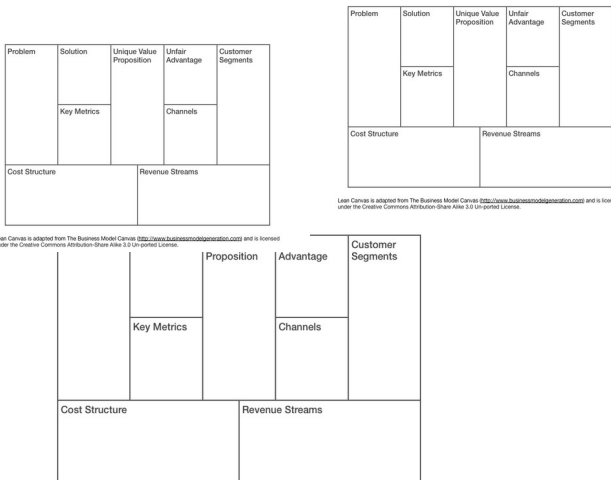 Problem
Solution
Unique Value
Proposition
Unfair
Advantage
Customer
Segments
Key Metrics
Channels
Cost Structure
Revenue Streams
Lean Canvas is adapted from The Business Model Canvas (http://www.businessmodelgeneration.com) and is lice
under the Creative Commons Attribution-Share Alike 3.0 Un-ported License.
Problem
Solution
Unique Value
Proposition
Unfair
Advantage
Customer
Segments
Key Metrics
Channels
Cost Structure
Revenue Streams
ean Canvas is adapted from The Business Model Canvas (http://www.businessmodelgeneration.com) and is licensed
nder the Creative Commons Attribution-Share Alike 3.0 Un-ported License.
Proposition
Advantage
Customer
Segments
Key Metrics
Channels
Cost Structure
Revenue Streams